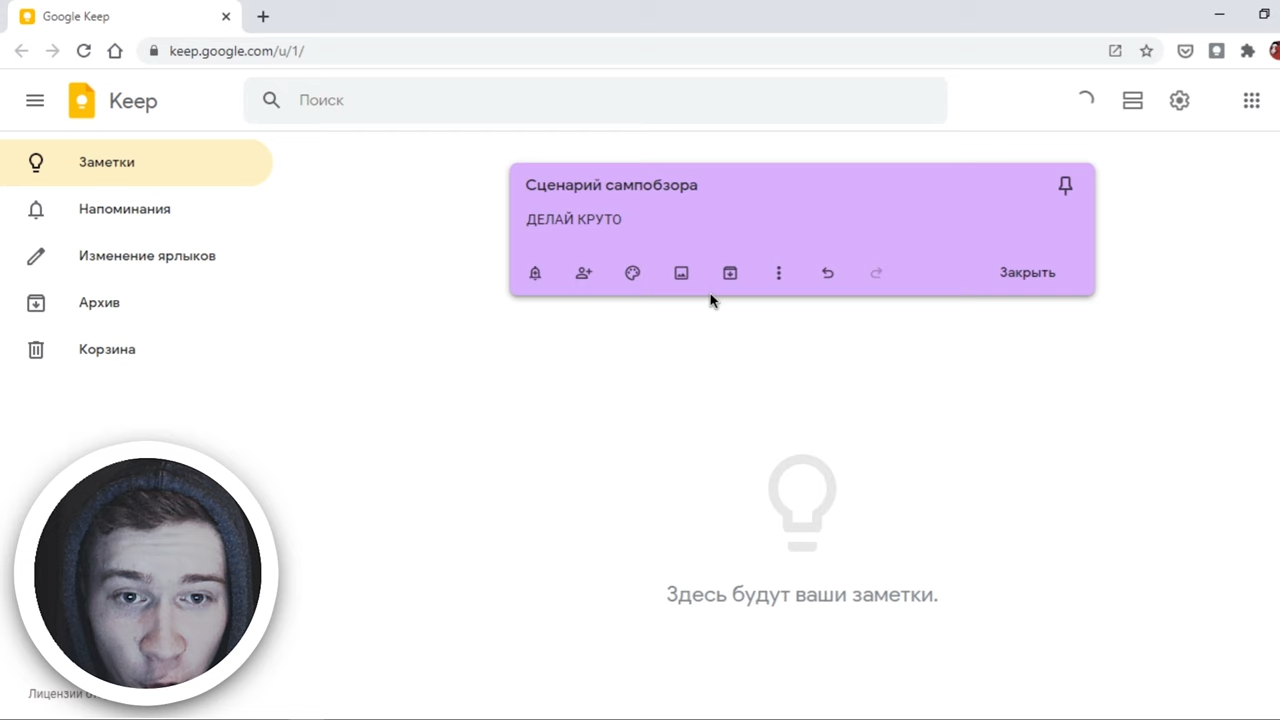 Google Keep
keep.google.com/u/1/
Keep
Поиск
Заметки
Напоминания
Изменение ярлыков
Архив
Корзина
Сценарий сампобзора
ДЕЛАЙ КРУТО
Закрыть
Здесь будут ваши заметки.
Лицензии